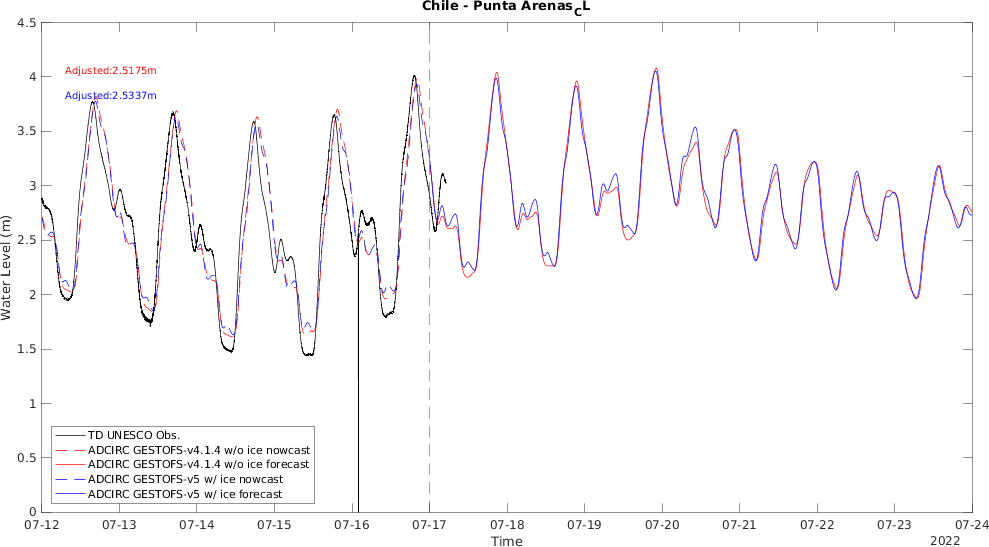 Chile - Punta Arenas_CL
4.5
4
3.5
3
2.5
2
1.5
1
0.5
0
Water Level (m)
Adjusted:2.5175m
Adjusted:2.5337m
TD UNESCO Obs.
ADCIRC GESTOFS-v4.1.4 w/o ice nowcast
ADCIRC GESTOFS-v4.1.4 w/o ice forecast
ADCIRC GESTOFS-v5 w/ ice nowcast
ADCIRC GESTOFS-v5 w/ ice forecast
07-12 07-13 07-14 07-15 07-16 07-17 07-18 07-19 07-20 07-21 07-22 07-23 07-24
Time
2022